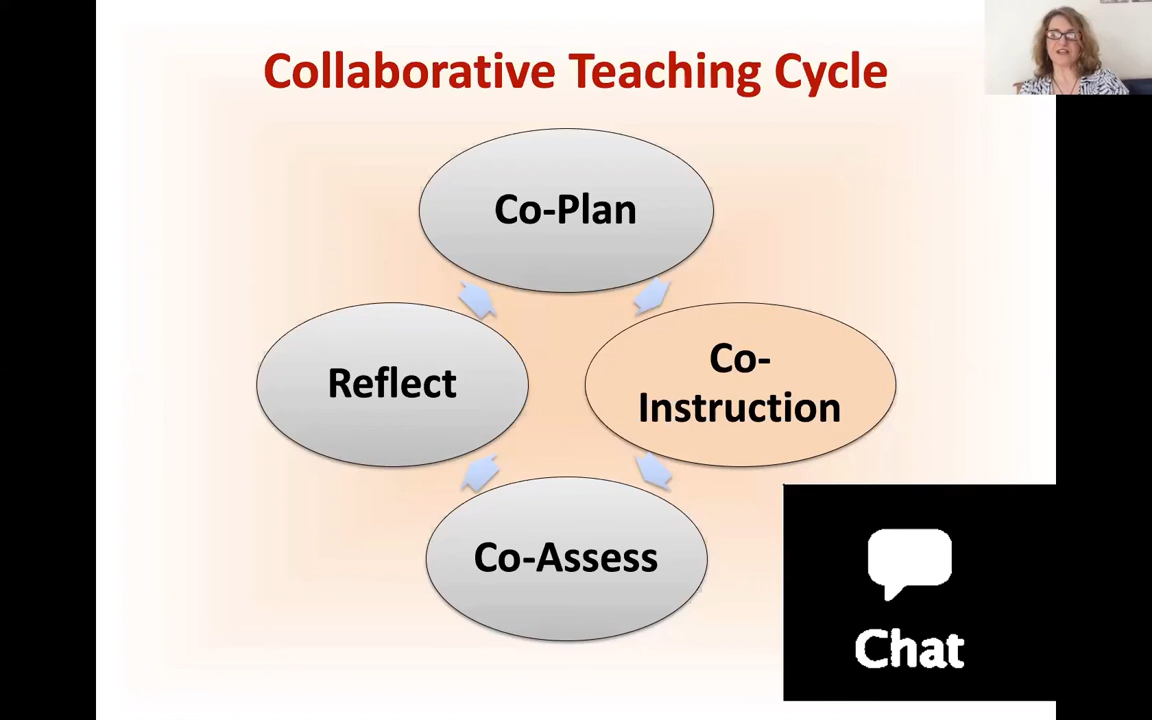 Collaborative Teaching Cycle
Co-Plan
Reflect
Co-
Instruction
Co-Assess
Chat